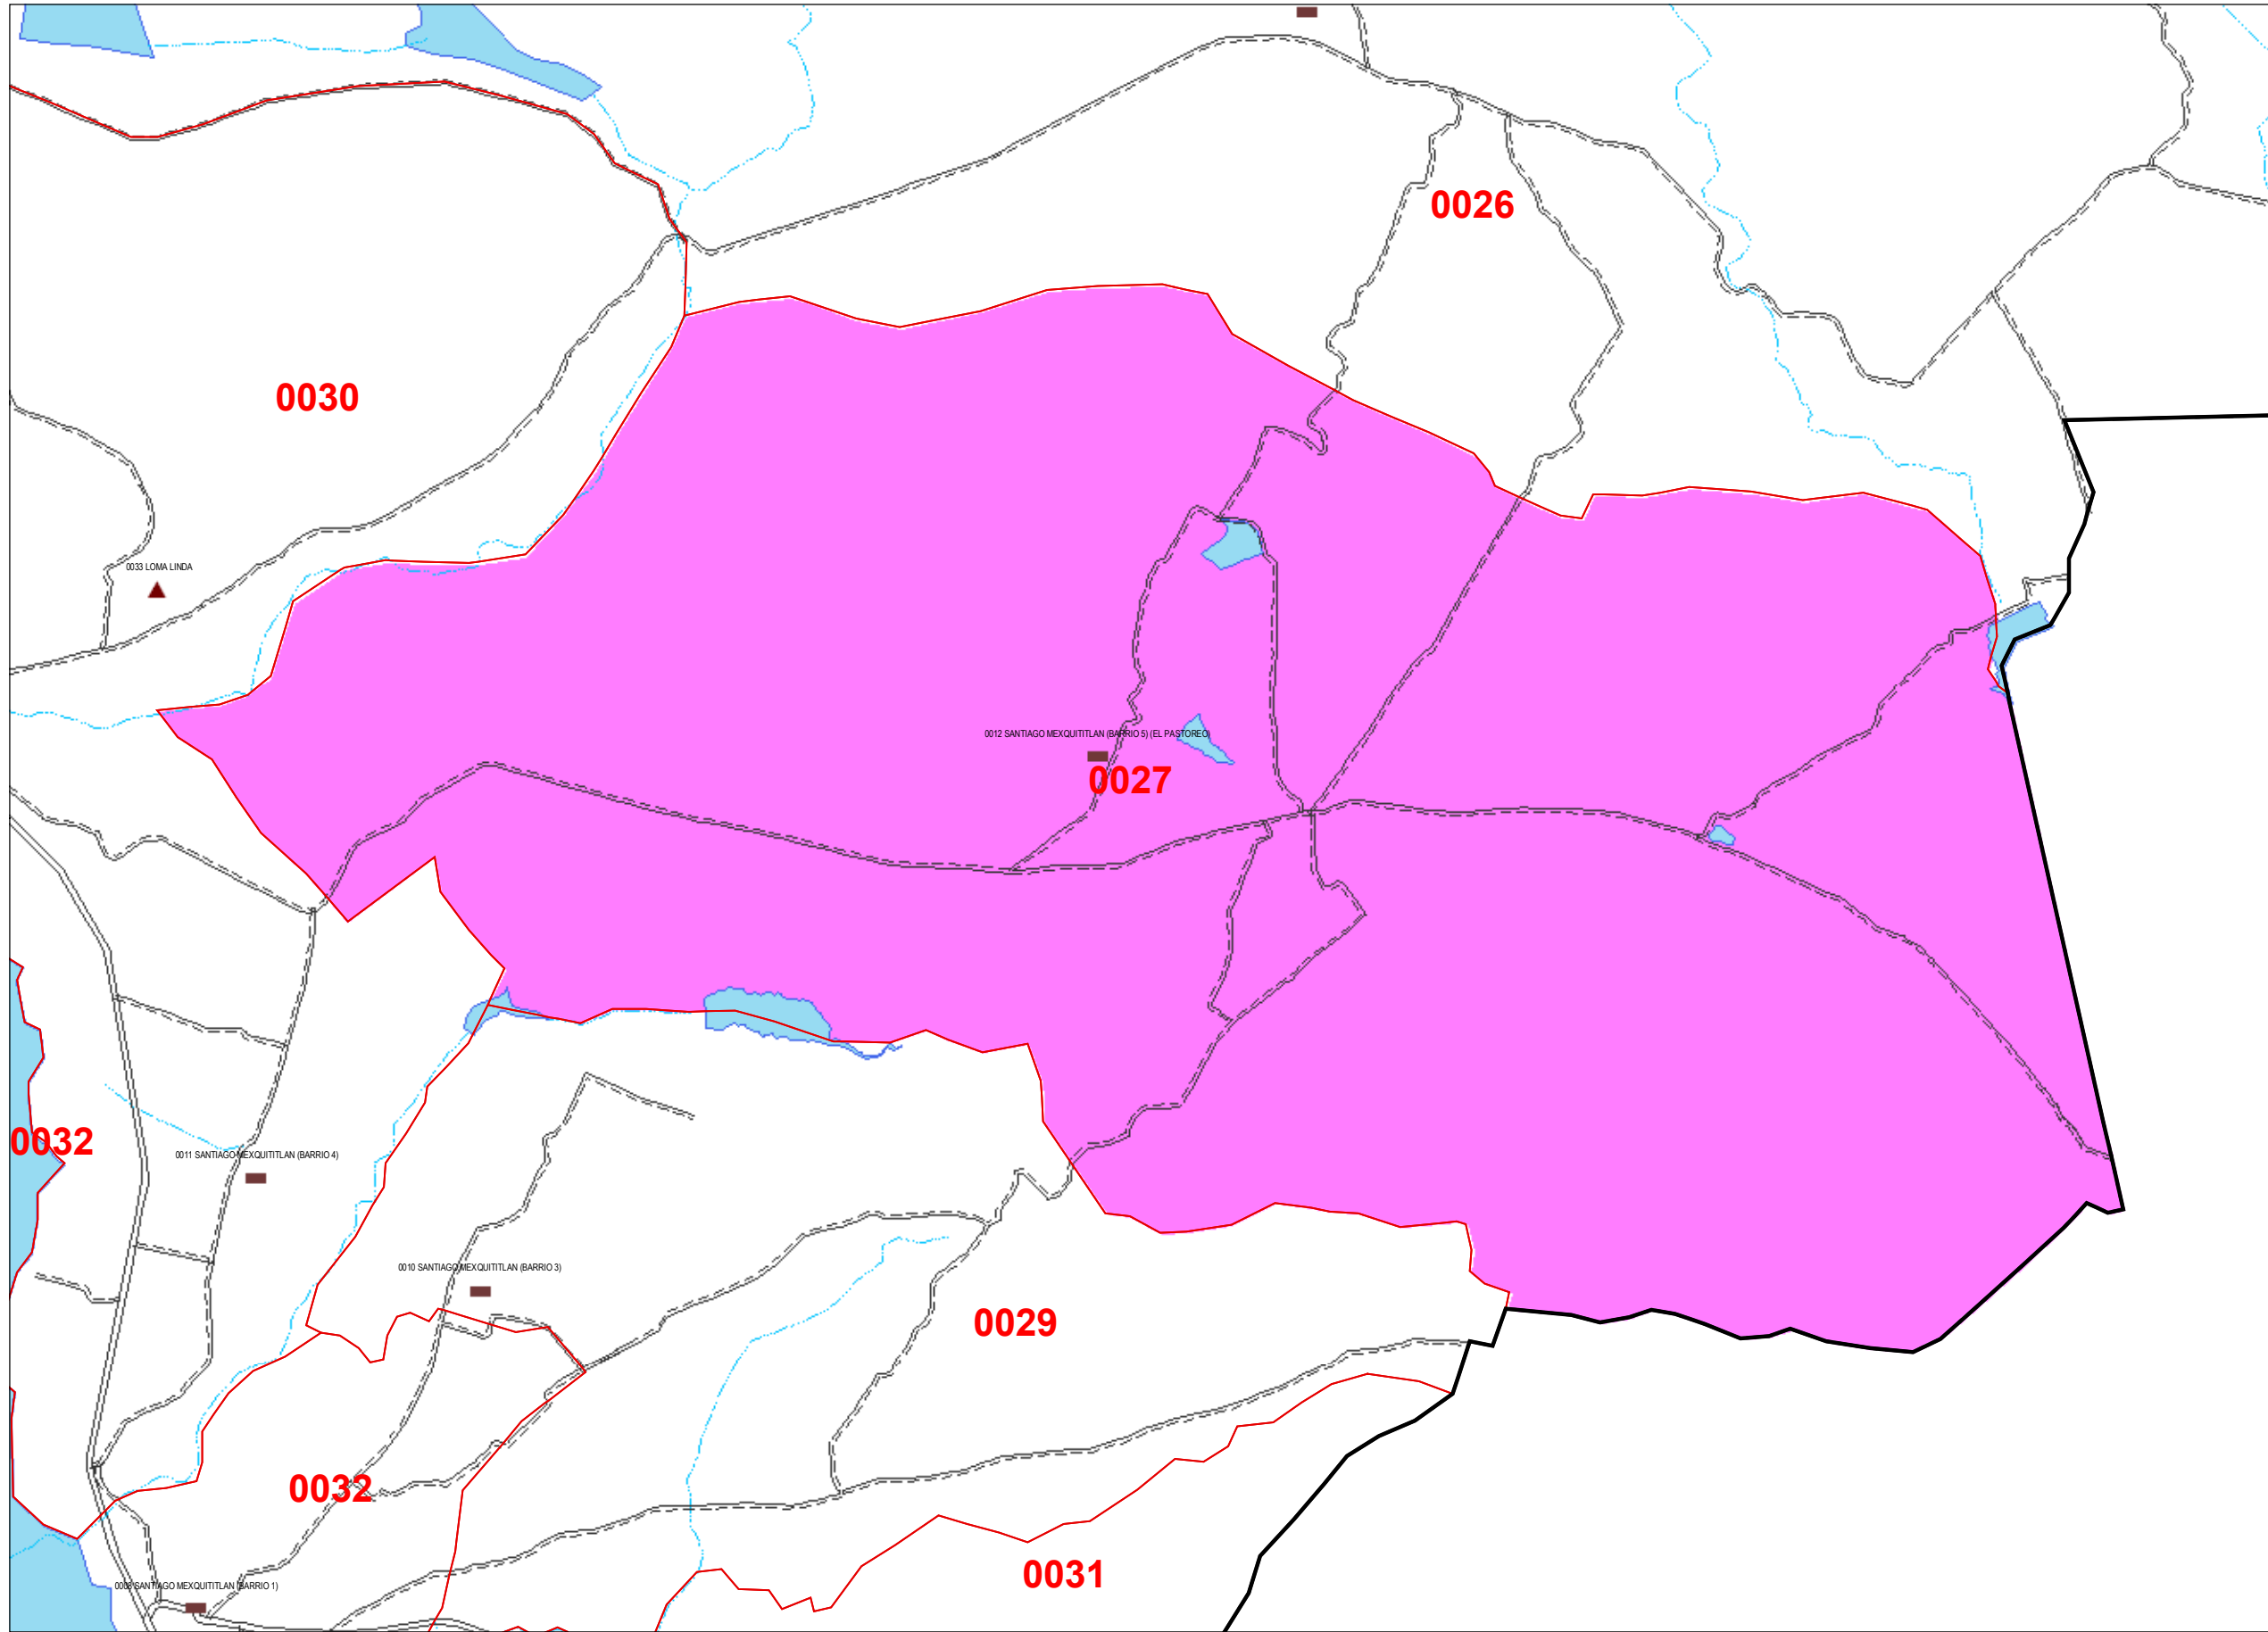 0026
0030
0033 LOMA LINDA
0012 SANTIAGO MEXQUITITLAN (BARRIO 5) (EL PASTOREO)
0027
0032
0011 SANTIAGO MEXQUITITLAN (BARRIO 4)
0010 SANTIAGO MEXQUITITLAN (BARRIO 3)
0029
0032
0031
0008 SANTIAGO MEXQUITITLAN (BARRIO 1)